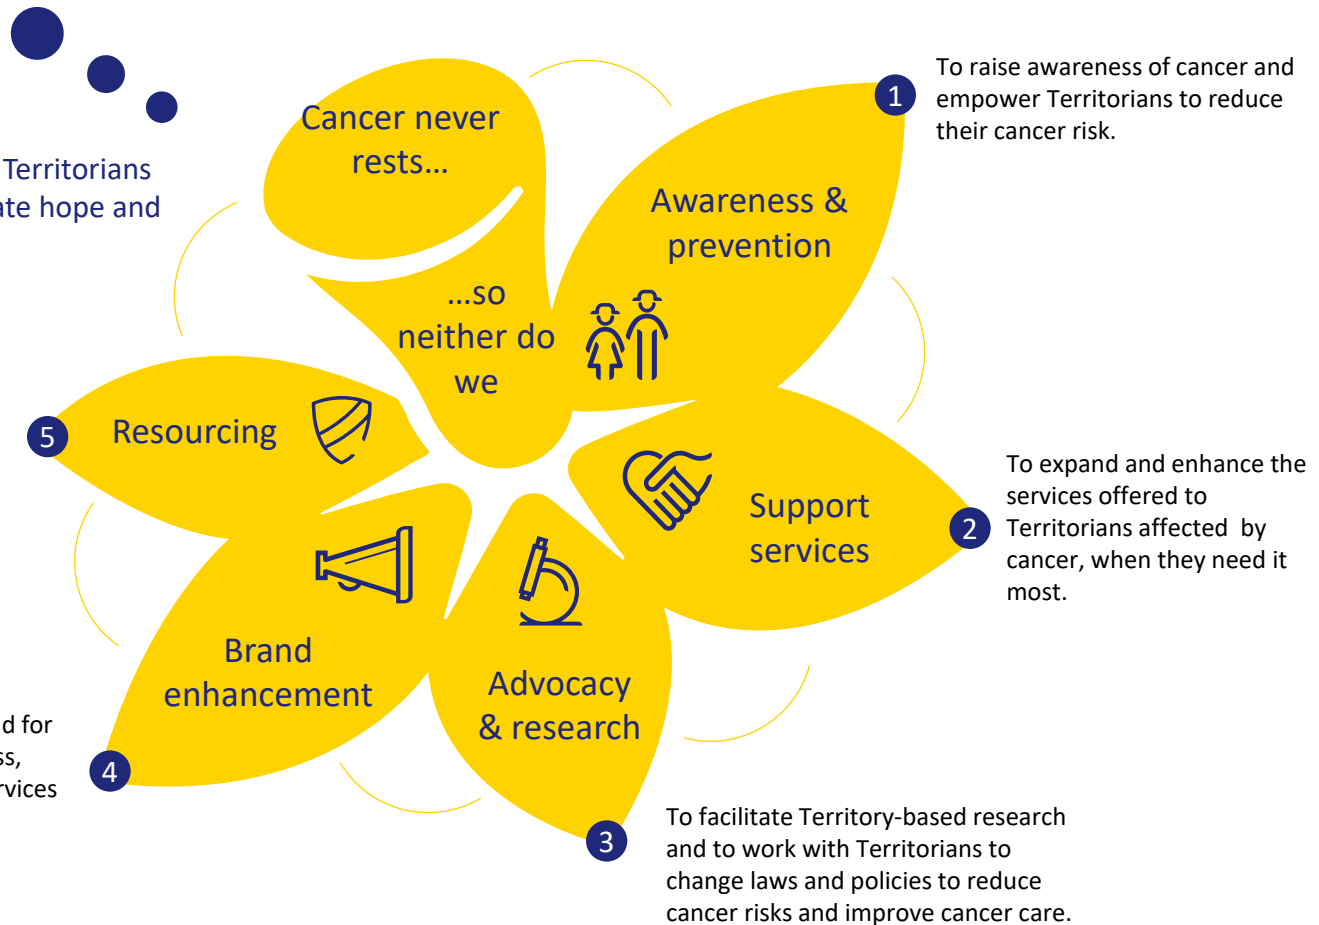 Territorians
ate hope and
Cancer never
rests...
...so
neither do
we
1
To raise awareness of cancer and
empower Territorians to reduce
their cancer risk.
Awareness &
prevention
2
To expand and enhance the
services offered to
Territorians affected  by
cancer, when they need it
most.
Support
services
3
To facilitate Territory-based research
and to work with Territorians to
change laws and policies to reduce
cancer risks and improve cancer care.
Advocacy
& research
4
d for
ss,
rvices
Brand
enhancement
5
Resourcing